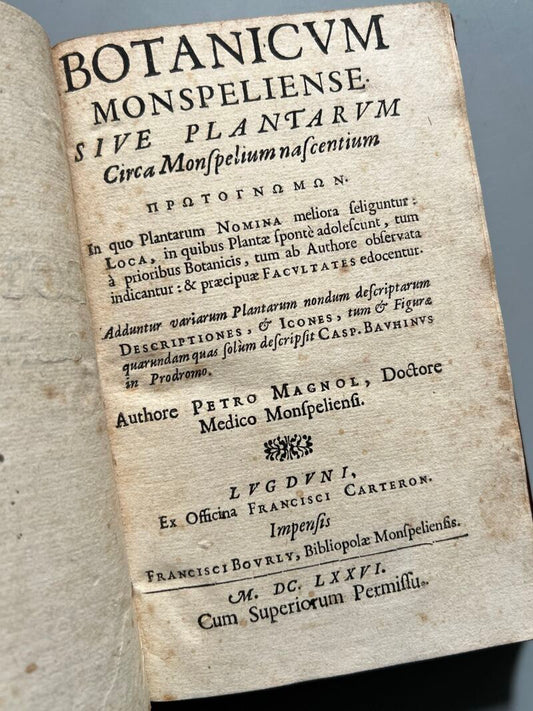 BOTANICVM
MONSPELIENSE.
SIVE PLANTARVM
Circa Monſpelium naſcentium
ΠΡΩΤΟΓΝΩΜΩΝ.
In quo Plantarum NOMINA meliora ſeliguntur:
LOCA, in quibus Plantæ ſpontè adoleſcunt, tum
à prioribus Botanicis, tum ab Authore obſervata
indicantur: & præcipuæ FACVLTATES edocentur.
Adduntur variarum Plantarum nondum deſcriptarum
DESCRIPTIONES, & ICONES, tum & Figuræ
quarundam quas ſolùm deſcripſit CASP. BAVHINVS
in Prodromo.
Authore PETRO MAGNOL, Doctore
Medico Monſpelienſi.
LVGDVNI,
Ex Officina FRANCISCI CARTERON.
Impenſis
FRANCISCI BOVRLY, Bibliopolæ Monſpelienſis.
M. DC. LXXVI.
Cum Superiorum Permiſſu.